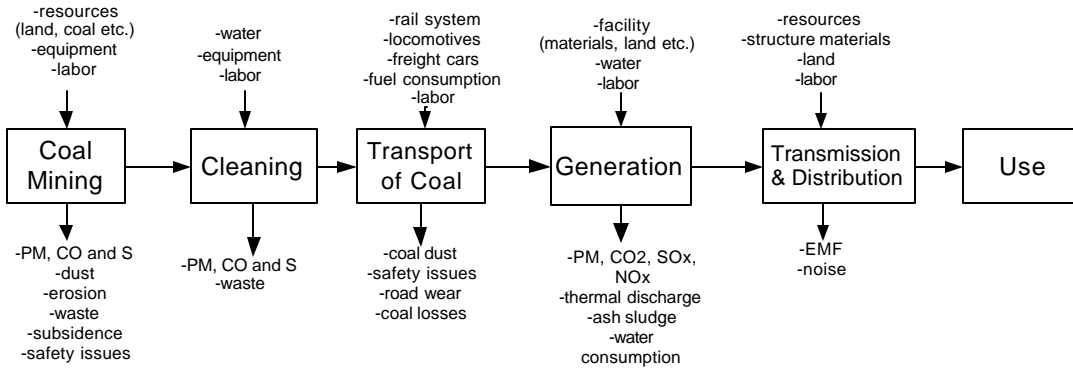 -resources
(land, coal etc.)
-equipment
-labor
-water
-equipment
-labor
-rail system
-locomotives
-freight cars
-fuel consumption
-labor
-facility
(materials, land etc.)
-water
-labor
-resources
-structure materials
-land
-labor
Coal
Mining
Cleaning
Transport
of Coal
Generation
Transmission
& Distribution
Use
-PM, CO and S
-dust
-erosion
-waste
-subsidence
-safety issues
-PM, CO and S
-waste
-coal dust
-safety issues
-road wear
-coal losses
-PM, CO2, SOx,
NOx
-thermal discharge
-ash sludge
-water
consumption
-EMF
-noise